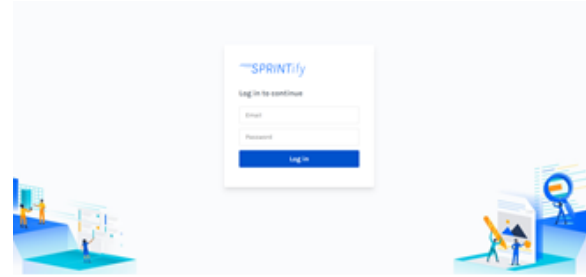 SPRiNTify
Log in to continue
Email
Password
Log in